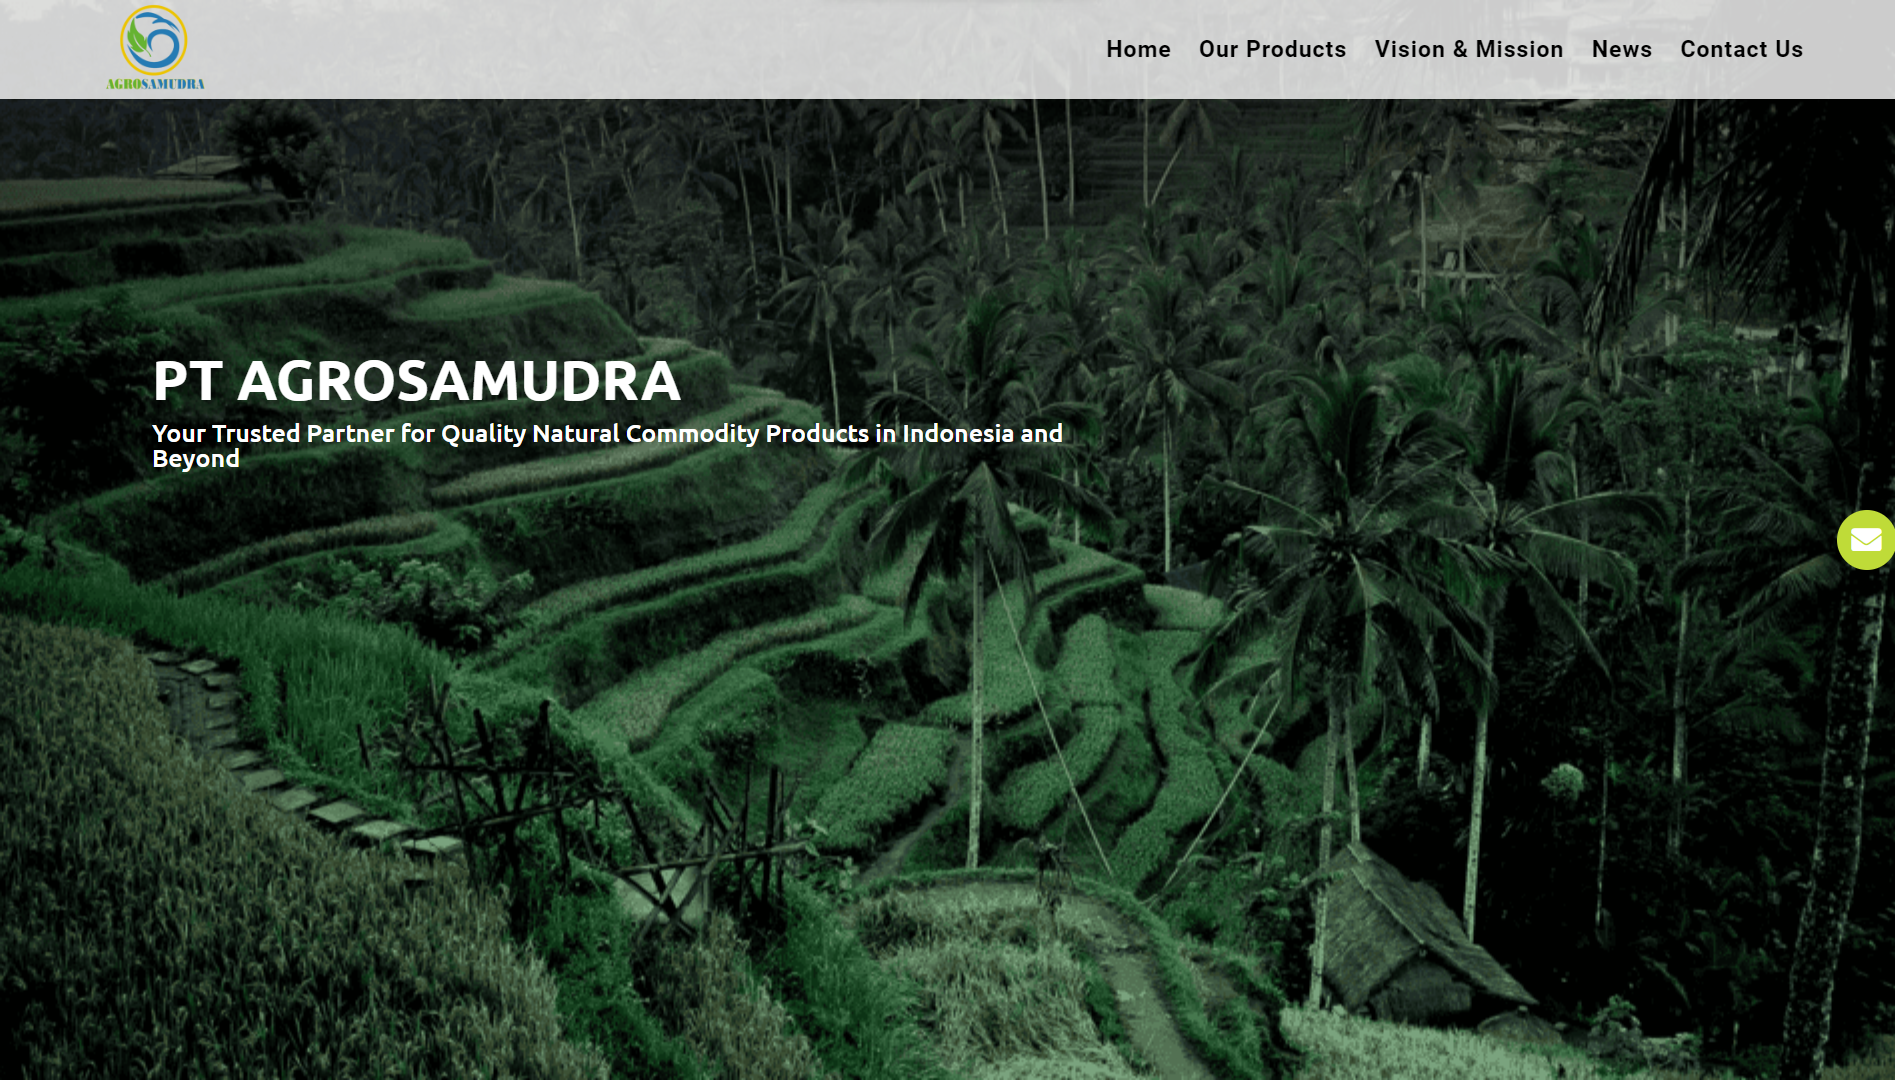 AGROSAMUDRA
Home Our Products Vision & Mission News Contact Us
PT AGROSAMUDRA
Your Trusted Partner for Quality Natural Commodity Products in Indonesia and
Beyond